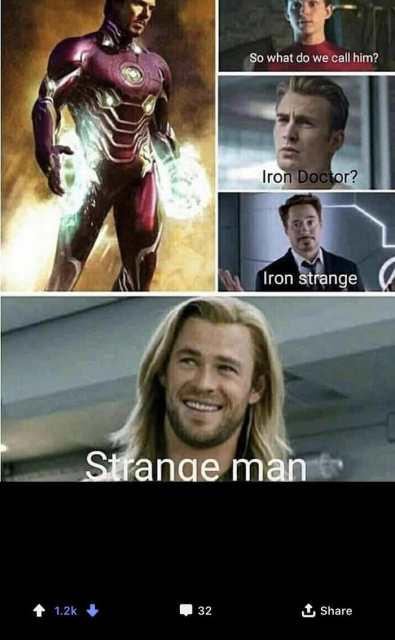 So what do we call him?
Iron Doctor?
Iron strange
Strange man
1.2k
32
Share